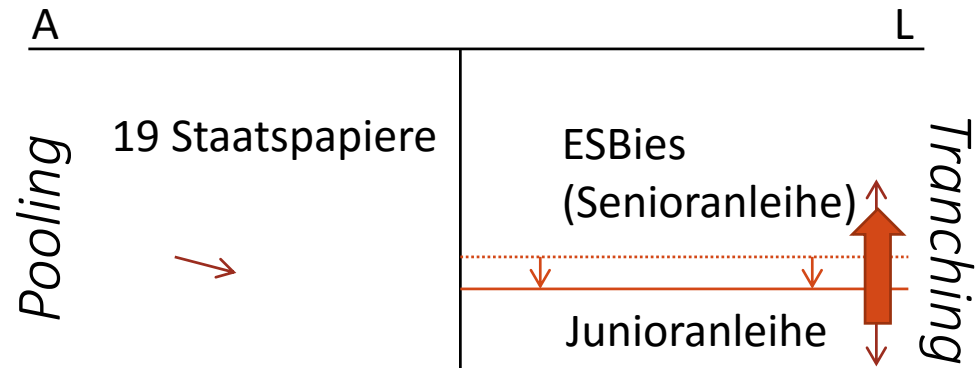 A
L
Pooling
19 Staatspapiere
ESBies
(Senioranleihe)
Junioranleihe
Tranching